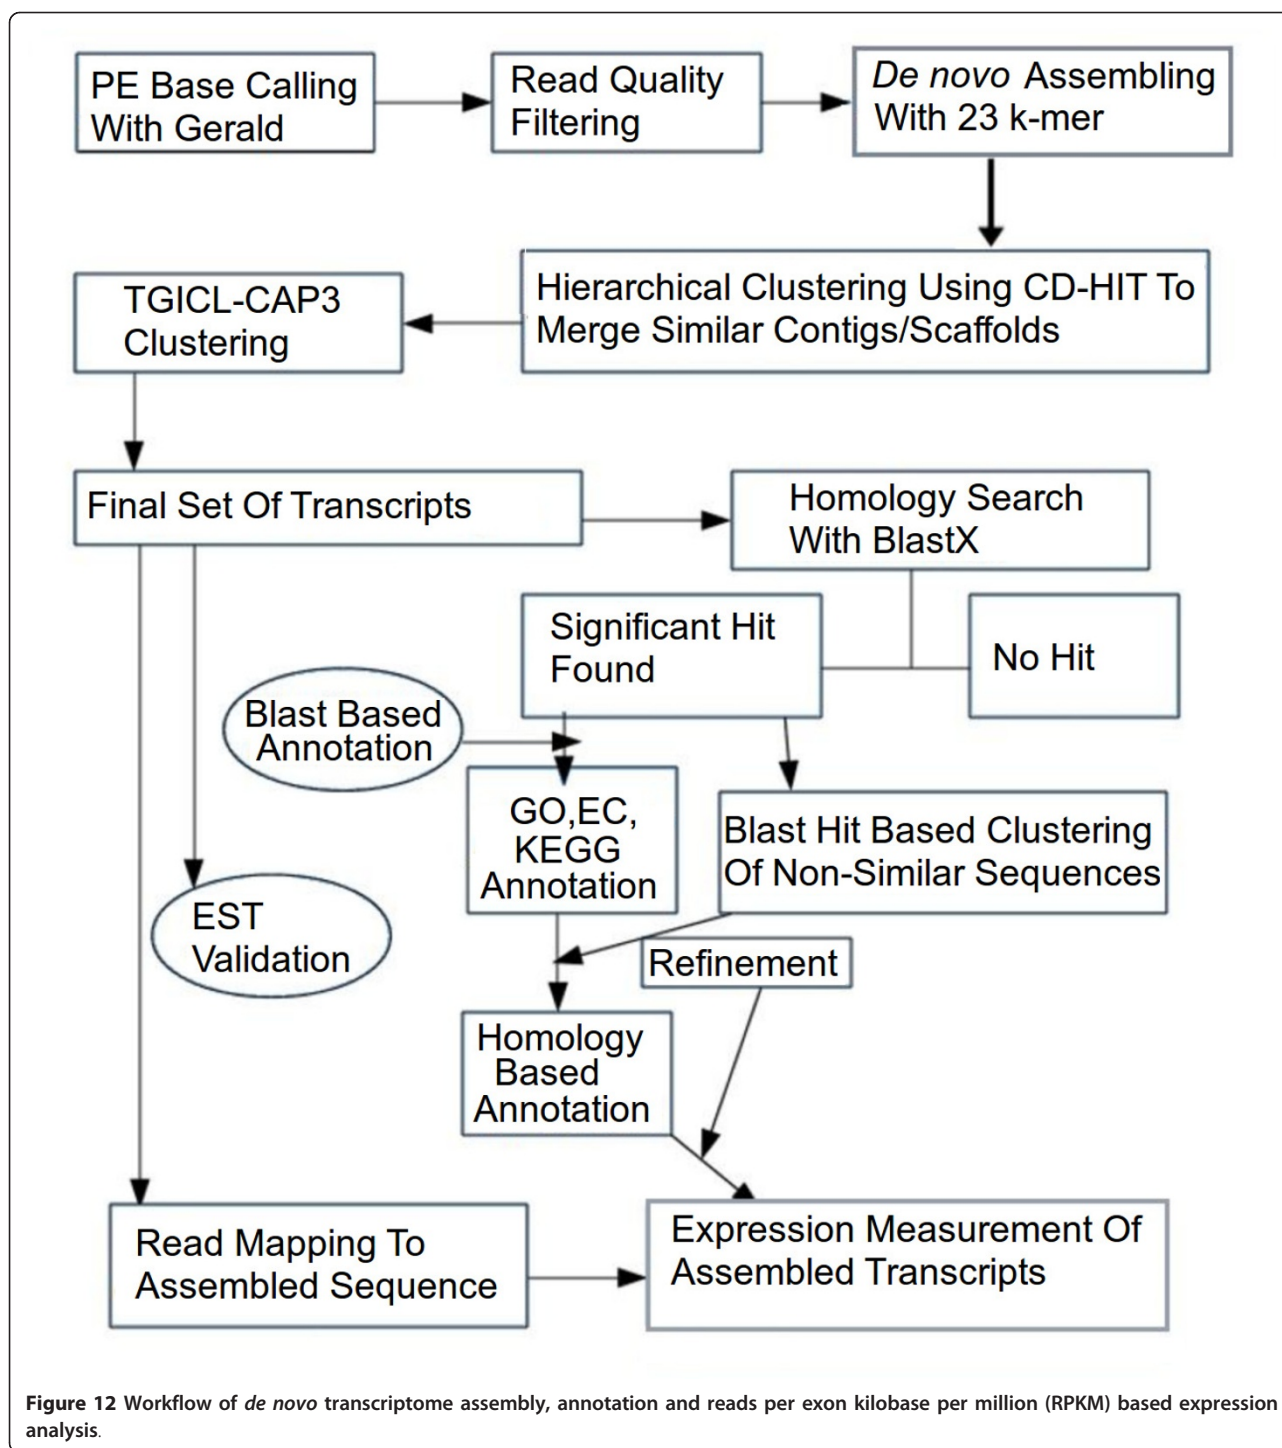 PE Base Calling
With Gerald
Read Quality
Filtering
De novo Assembling
With 23 k-mer
Hierarchical Clustering Using CD-HIT To
Merge Similar Contigs/Scaffolds
TGICL-CAP3
Clustering
Final Set Of Transcripts
Homology Search
With BlastX
Significant Hit
Found
No Hit
Blast Based
Annotation
GO,EC,
KEGG
Annotation
Blast Hit Based Clustering
Of Non-Similar Sequences
EST
Validation
Refinement
Homology
Based
Annotation
Read Mapping To
Assembled Sequence
Expression Measurement Of
Assembled Transcripts
Figure 12 Workflow of de novo transcriptome assembly, annotation and reads per exon kilobase per million (RPKM) based expression
analysis.